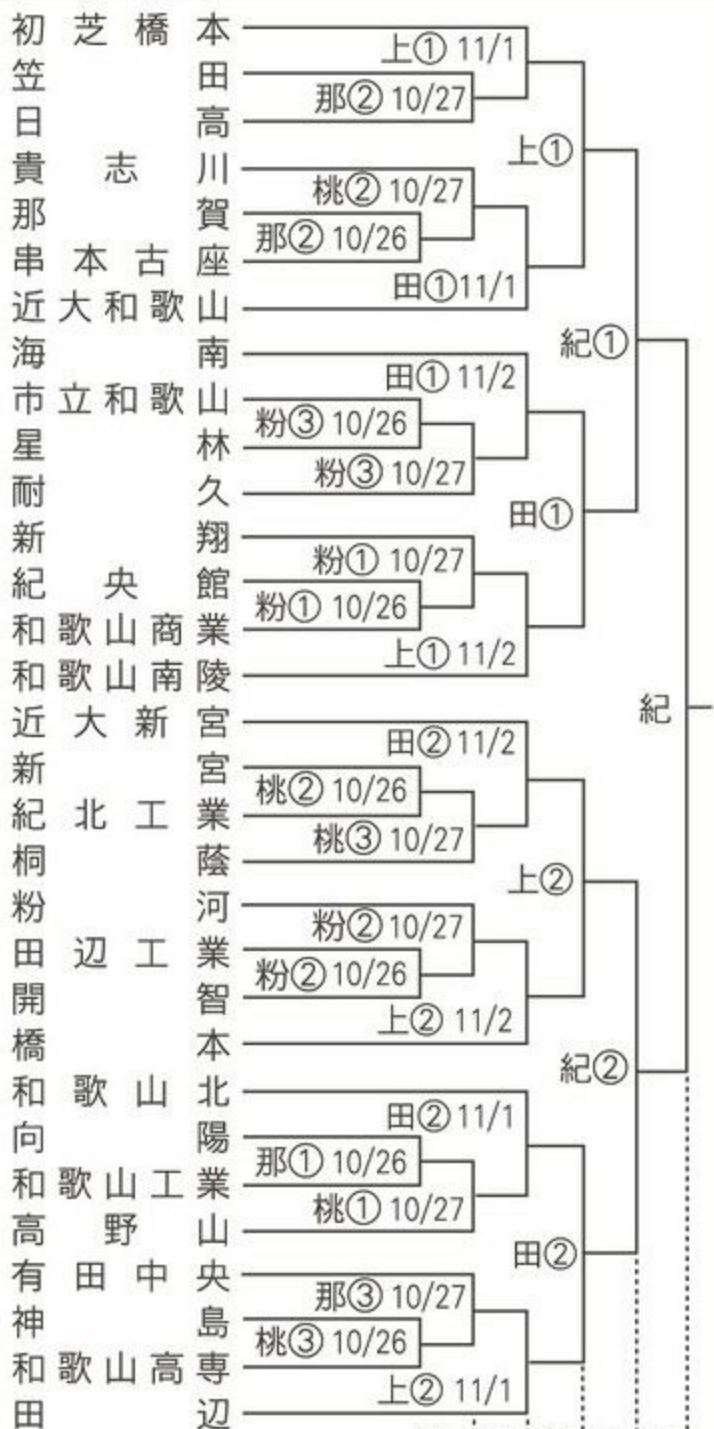 初芝橋本
上① 11/1
笠田
那② 10/27
日高
上①
貴志川
桃② 10/27
那賀
那② 10/26
串本古座
田①11/1
近大和歌山
紀①
海南
田① 11/2
市立和歌山
粉③ 10/26
星林
粉③ 10/27
耐久
田①
新翔
粉① 10/27
紀央館
粉① 10/26
和歌山商業
上① 11/2
和歌山南陵
紀
近大新宮
田② 11/2
新宮
桃② 10/26
紀北工業
桃③ 10/27
桐蔭
上②
粉河
粉② 10/27
田辺工業
粉② 10/26
開智
上② 11/2
橋本
紀②
和歌山北
田② 11/1
向陽
那① 10/26
和歌山工業
桃① 10/27
高野山
田②
有田中央
那③ 10/27
神島
桃③ 10/26
和歌山高専
上② 11/1
田辺